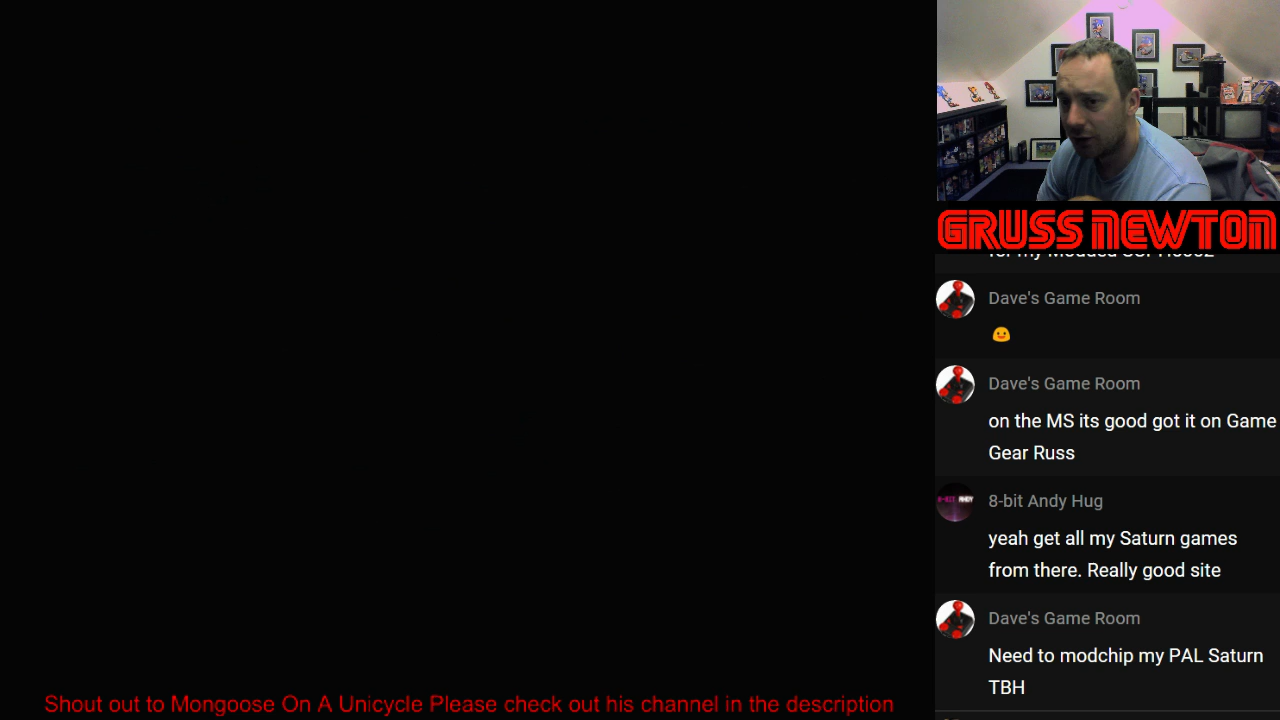 GRUSS NEWTON
Dave's Game Room
Dave's Game Room
on the MS its good got it on Game
Gear Russ
8-bit Andy Hug
yeah get all my Saturn games
from there. Really good site
Dave's Game Room
Need to modchip my PAL Saturn
TBH
Shout out to Mongoose On A Unicycle Please check out his channel in the description